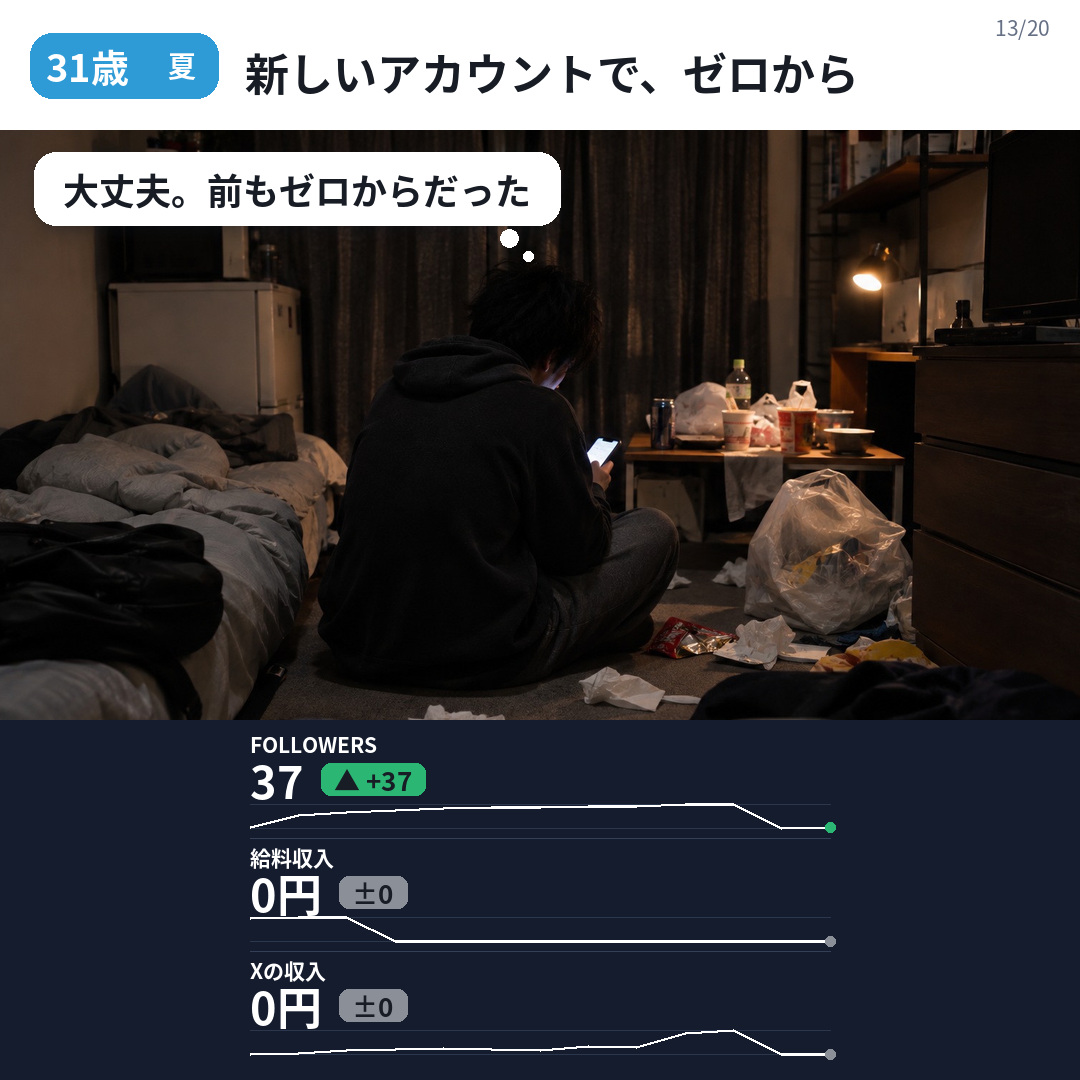 13/20
31歳 夏
新しいアカウントで、ゼロから
大丈夫。前もゼロからだった
FOLLOWERS
37 ▲ +37
給料収入
0円 ±0
Xの収入
0円 ±0